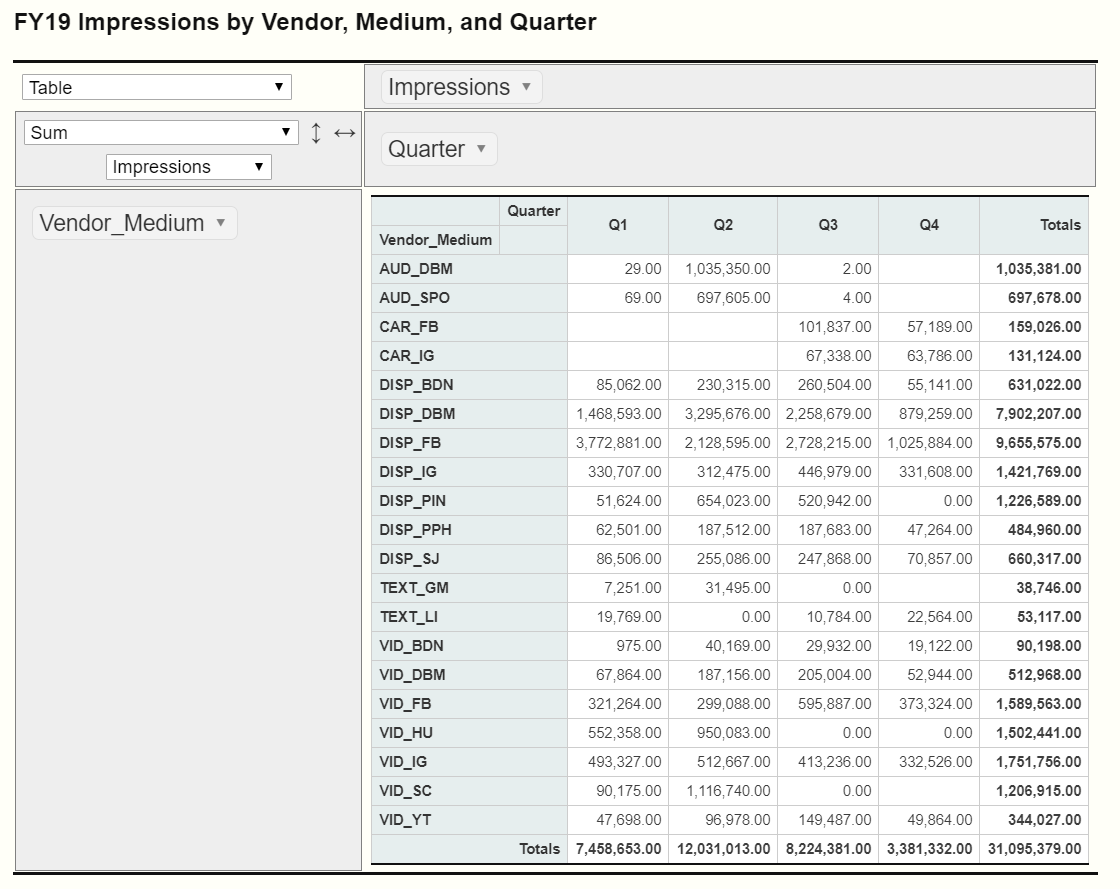 FY19 Impressions by Vendor, Medium, and Quarter
Table Impressions
Sum
Impressions
Quarter
Vendor_Medium
Quarter Q1 Q2 Q3 Q4 Totals
Vendor_Medium
AUD_DBM 29.00 1,035,350.00 2.00 1,035,381.00
AUD_SPO 69.00 697,605.00 4.00 697,678.00
CAR_FB 101,837.00 57,189.00 159,026.00
CAR_IG 67,338.00 63,786.00 131,124.00
DISP_BDN 85,062.00 230,315.00 260,504.00 55,141.00 631,022.00
DISP_DBM 1,468,593.00 3,295,676.00 2,258,679.00 879,259.00 7,902,207.00
DISP_FB 3,772,881.00 2,128,595.00 2,728,215.00 1,025,884.00 9,655,575.00
DISP_IG 330,707.00 312,475.00 446,979.00 331,608.00 1,421,769.00
DISP_PIN 51,624.00 654,023.00 520,942.00 0.00 1,226,589.00
DISP_PPH 62,501.00 187,512.00 187,683.00 47,264.00 484,960.00
DISP_SJ 86,506.00 255,086.00 247,868.00 70,857.00 660,317.00
TEXT_GM 7,251.00 31,495.00 0.00 38,746.00
TEXT_LI 19,769.00 0.00 10,784.00 22,564.00 53,117.00
VID_BDN 975.00 40,169.00 29,932.00 19,122.00 90,198.00
VID_DBM 67,864.00 187,156.00 205,004.00 52,944.00 512,968.00
VID_FB 321,264.00 299,088.00 595,887.00 373,324.00 1,589,563.00
VID_HU 552,358.00 950,083.00 0.00 0.00 1,502,441.00
VID_IG 493,327.00 512,667.00 413,236.00 332,526.00 1,751,756.00
VID_SC 90,175.00 1,116,740.00 0.00 1,206,915.00
VID_YT 47,698.00 96,978.00 149,487.00 49,864.00 344,027.00
Totals 7,458,653.00 12,031,013.00 8,224,381.00 3,381,332.00 31,095,379.00